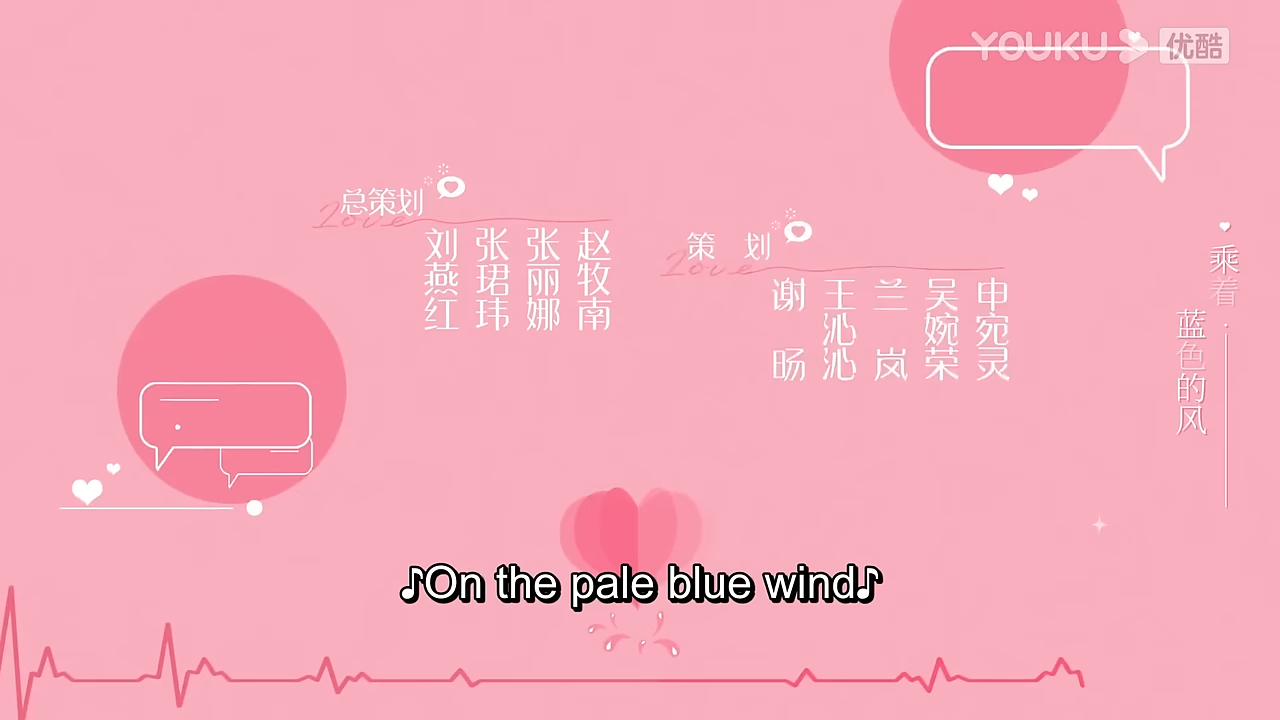 YOUKU 优酷
总策划
刘燕红
张珺玮
张丽娜
赵牧南
策 划
谢旸
王沁沁
兰岚
吴婉荣
申宛灵
乘着
蓝色的风
Love
Love
♪On the pale blue wind♪